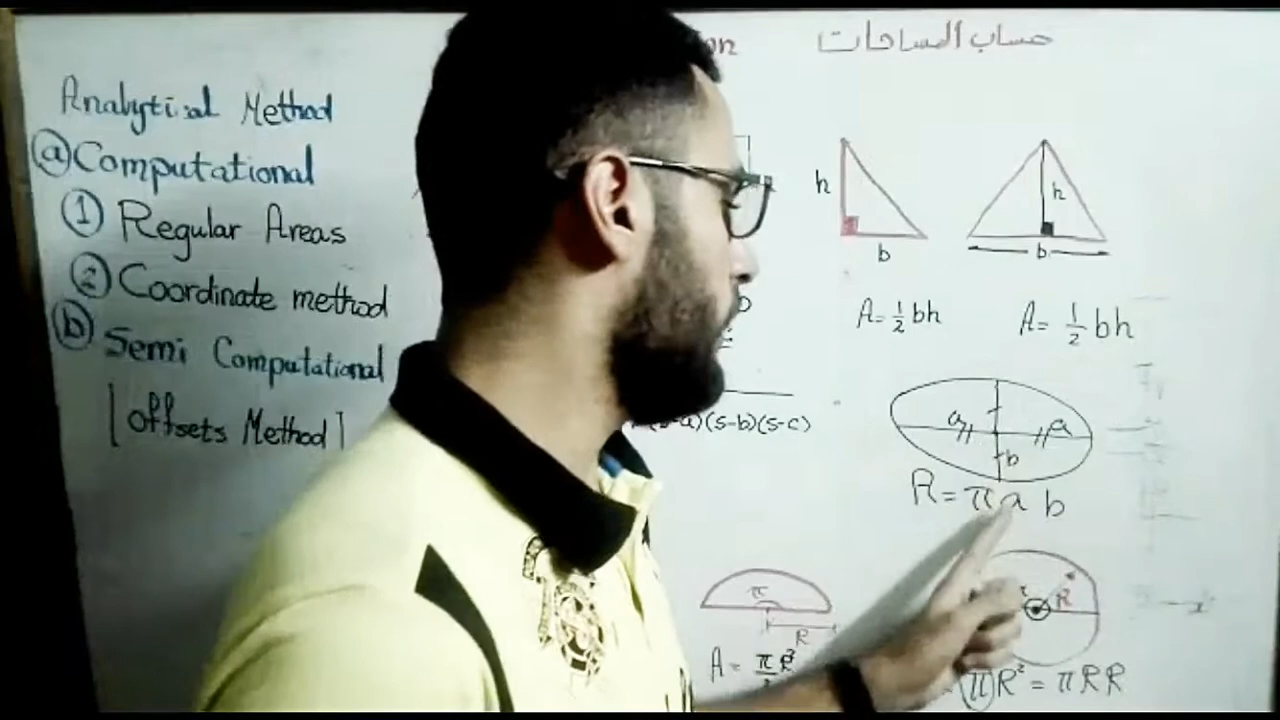 حساب المساحات
Analytical Method
ⓐ Computational
① Regular Areas
② Coordinate method
ⓑ Semi Computational
[offsets Method]
h
b
A = 1/2 bh
h
b
A = 1/2 bh
(s-b)(s-c)
a
a
b
A = π a b
π
R
R
πR² = πRR